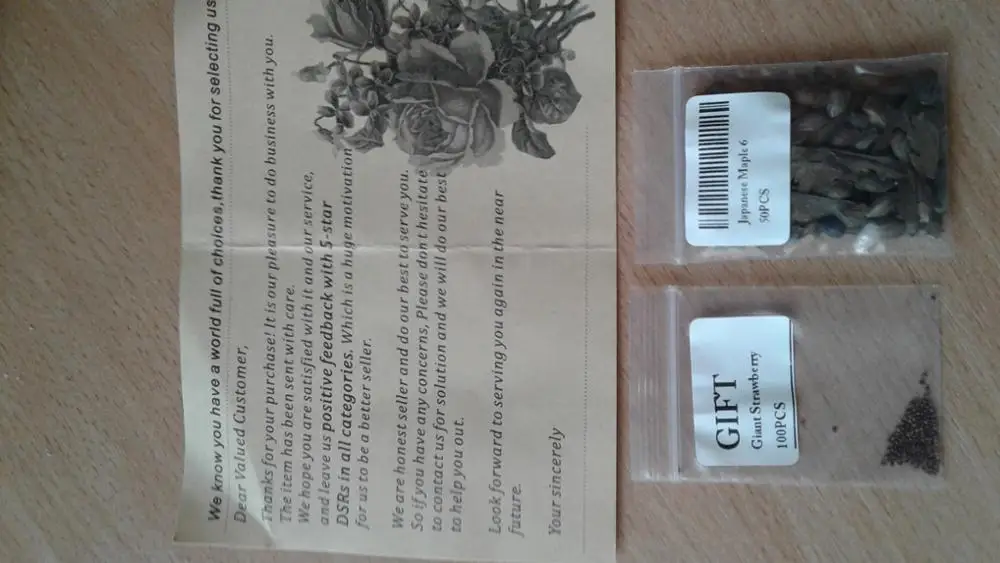 We know you have a world full of choices,thank you for selecting us
Dear Valued Customer,
Thanks for your purchase! It is our pleasure to do business with you.
The item has been sent with care.
We hope you are satisfied with it and our service,
and leave us positive feedback with 5-star
DSRs in all categories. Which is a huge motivation
for us to be a better seller.
We are honest seller and do our best to serve you.
So if you have any concerns, Please don't hesitate
to contact us for solution and we will do our best
to help you out.
Look forward to serving you again in the near
future.
Your sincerely
Japanese Maple 6
50PCS
GIFT
Giant Strawberry
100PCS